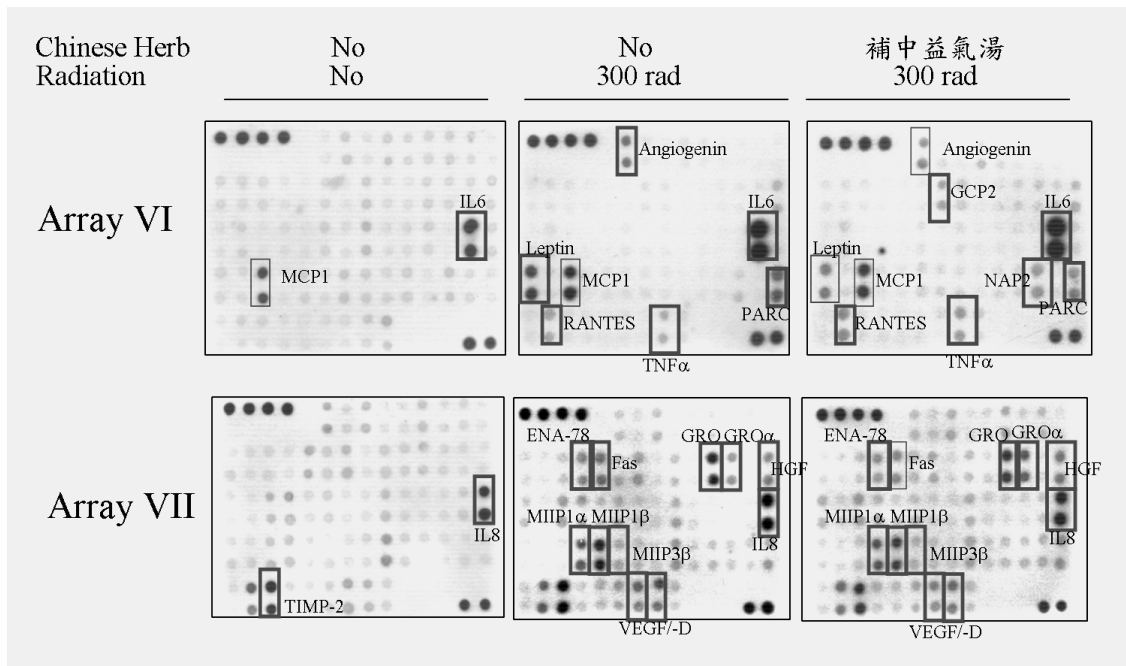 Chinese Herb No No 補中益氣湯
Radiation No 300 rad 300 rad
Array VI
IL6
MCP1
Angiogenin
IL6
Leptin
MCP1
PARC
RANTES
TNFα
Angiogenin
GCP2
IL6
Leptin
MCP1
NAP2
PARC
RANTES
TNFα
Array VII
IL8
TIMP-2
ENA-78
GRO GROα
Fas
HGF
MIIP1α MIIP1β
IL8
MIIP3β
VEGF/-D
ENA-78
GRO GROα
Fas
HGF
MIIP1α MIIP1β
IL8
MIIP3β
VEGF/-D